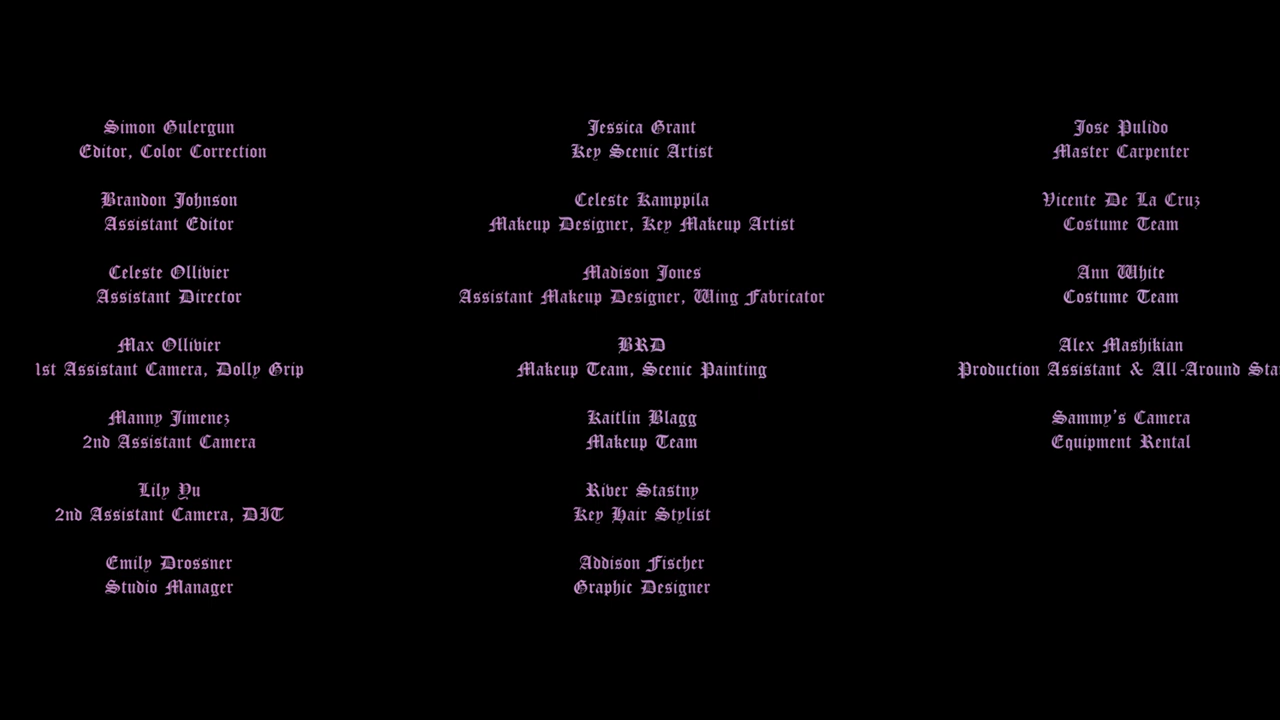 Simon Gulergun
Editor, Color Correction
Brandon Johnson
Assistant Editor
Celeste Ollivier
Assistant Director
Max Ollivier
1st Assistant Camera, Dolly Grip
Manny Jimenez
2nd Assistant Camera
Lily Yu
2nd Assistant Camera, DIT
Emily Drossner
Studio Manager
Jessica Grant
Key Scenic Artist
Celeste Kamppila
Makeup Designer, Key Makeup Artist
Madison Jones
Assistant Makeup Designer, Wing Fabricator
BRD
Makeup Team, Scenic Painting
Kaitlin Blagg
Makeup Team
River Stastny
Key Hair Stylist
Addison Fischer
Graphic Designer
Jose Pulido
Master Carpenter
Vicente De La Cruz
Costume Team
Ann White
Costume Team
Alex Mashikian
Production Assistant & All-Around
Sammy's Camera
Equipment Rental